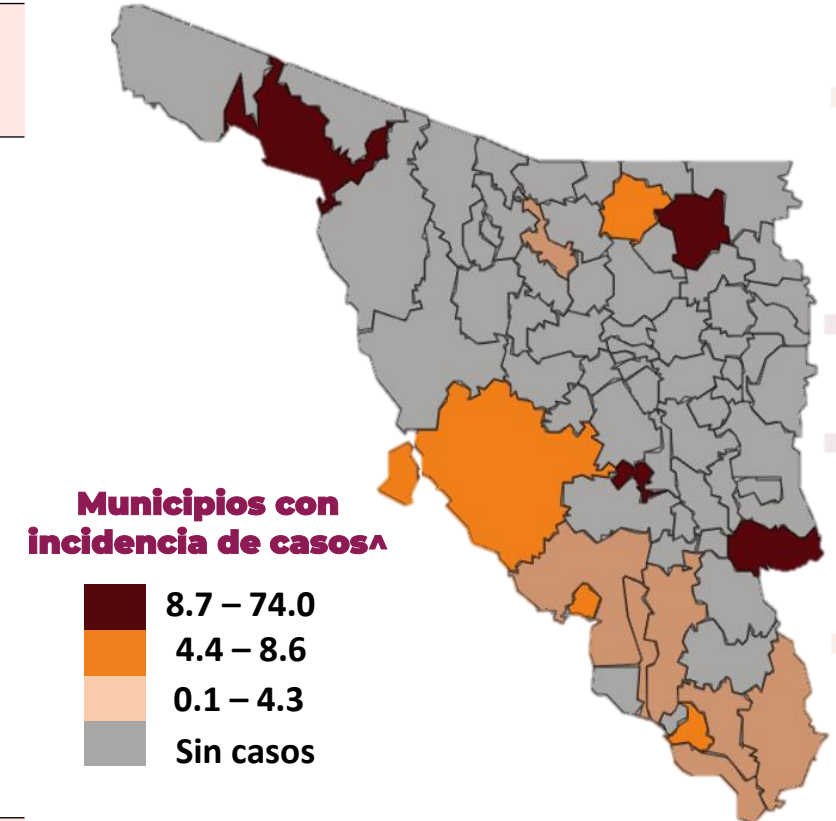 Municipios con
incidencia de casos^
8.7 – 74.0
4.4 – 8.6
0.1 – 4.3
Sin casos